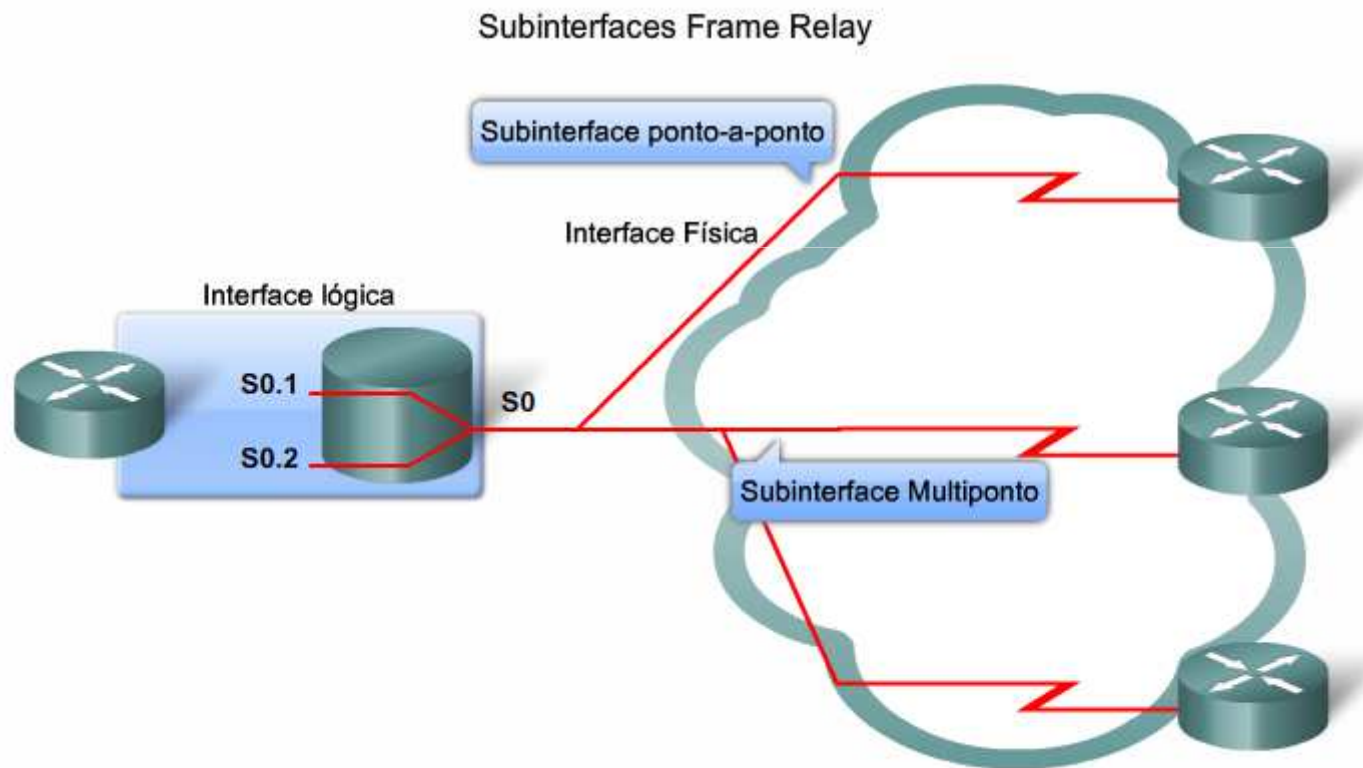 Subinterfaces Frame Relay
Subinterface ponto-a-ponto
Interface Física
Interface lógica
S0.1
S0
S0.2
Subinterface Multiponto